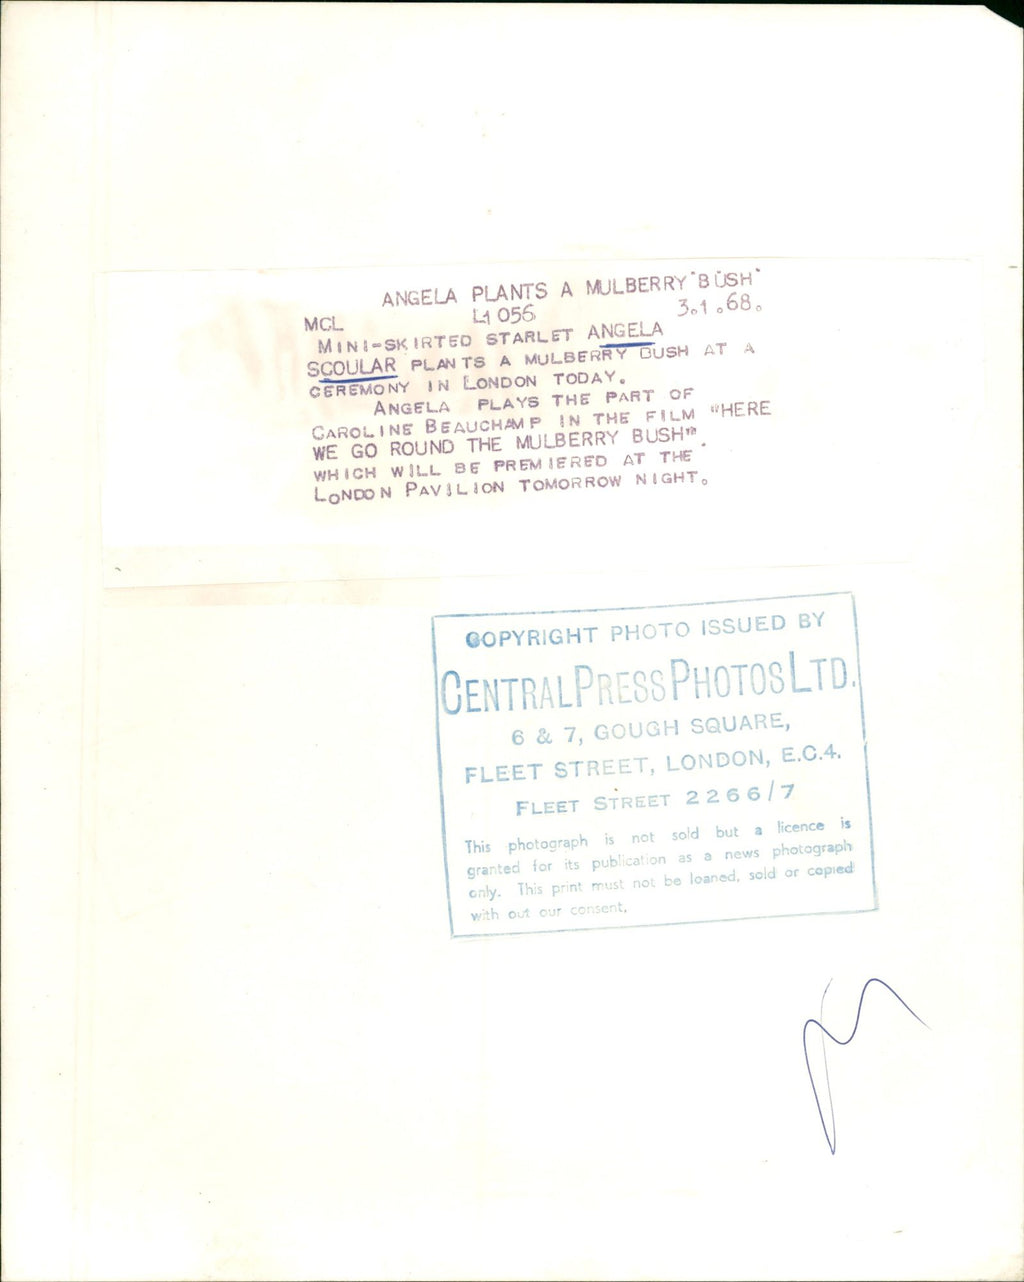 ANGELA PLANTS A MULBERRY "BUSH"
MCL L1056 3.1.68.
MINI-SKIRTED STARLET ANGELA
SCOULAR PLANTS A MULBERRY BUSH AT A
CEREMONY IN LONDON TODAY.
ANGELA PLAYS THE PART OF
CAROLINE BEAUCHAMP IN THE FILM "HERE
WE GO ROUND THE MULBERRY BUSH".
WHICH WILL BE PREMIERED AT THE
LONDON PAVILION TOMORROW NIGHT.
COPYRIGHT PHOTO ISSUED BY
CENTRAL PRESS PHOTOS LTD.
6 & 7, GOUGH SQUARE,
FLEET STREET, LONDON, E.C.4.
FLEET STREET 2266/7
This photograph is not sold but a licence is
granted for its publication as a news photograph
only. This print must not be loaned, sold or copied
with out our consent.